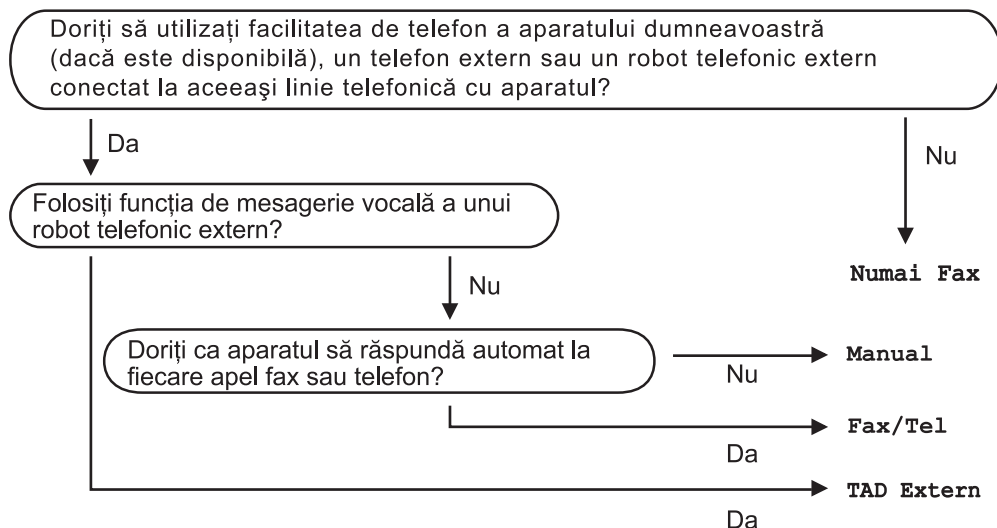 Doriți să utilizați facilitatea de telefon a aparatului dumneavoastră
(dacă este disponibilă), un telefon extern sau un robot telefonic extern
conectat la aceeaşi linie telefonică cu aparatul?
Da
Nu
Folosiți funcția de mesagerie vocală a unui
robot telefonic extern?
Numai Fax
Nu
Doriți ca aparatul să răspundă automat la
fiecare apel fax sau telefon?
Manual
Nu
Fax/Tel
Da
TAD Extern
Da